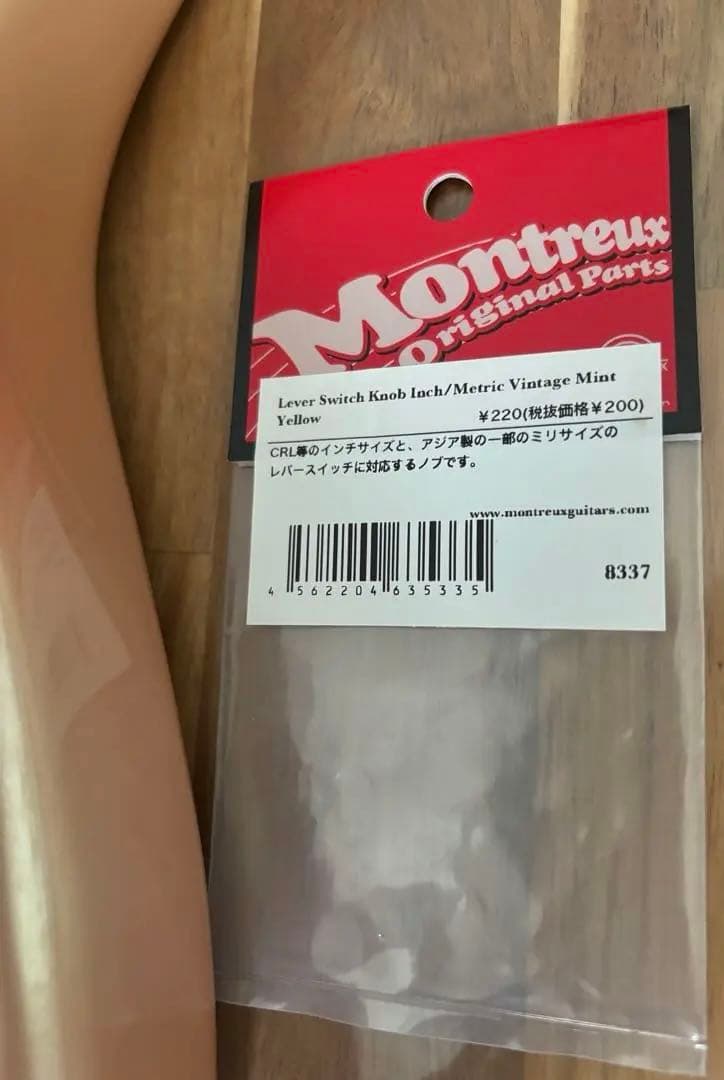 Montreux
Original Parts
Lever Switch Knob Inch/Metric Vintage Mint
Yellow
¥220(税抜価格¥200)
CRL等のインチサイズと、アジア製の一部のミリサイズの
レバースイッチに対応するノブです。
www.montreuxguitars.com
4 562204 635335
8337